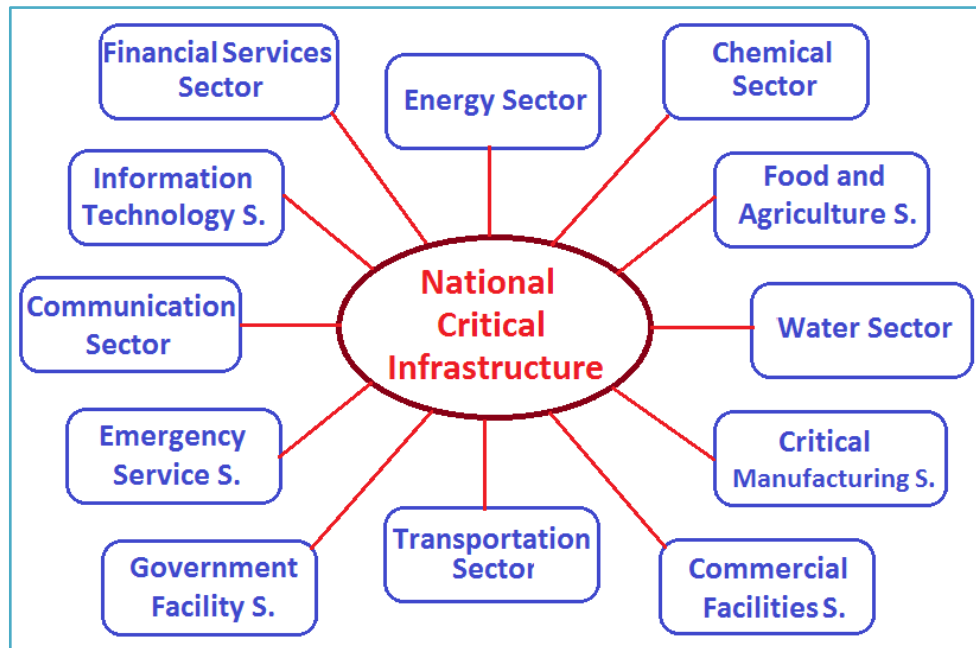 Financial Services
Sector
Energy Sector
Chemical
Sector
Information
Technology S.
Food and
Agriculture S.
National
Critical
Infrastructure
Communication
Sector
Water Sector
Emergency
Service S.
Critical
Manufacturing S.
Government
Facility S.
Transportation
Sector
Commercial
Facilities S.